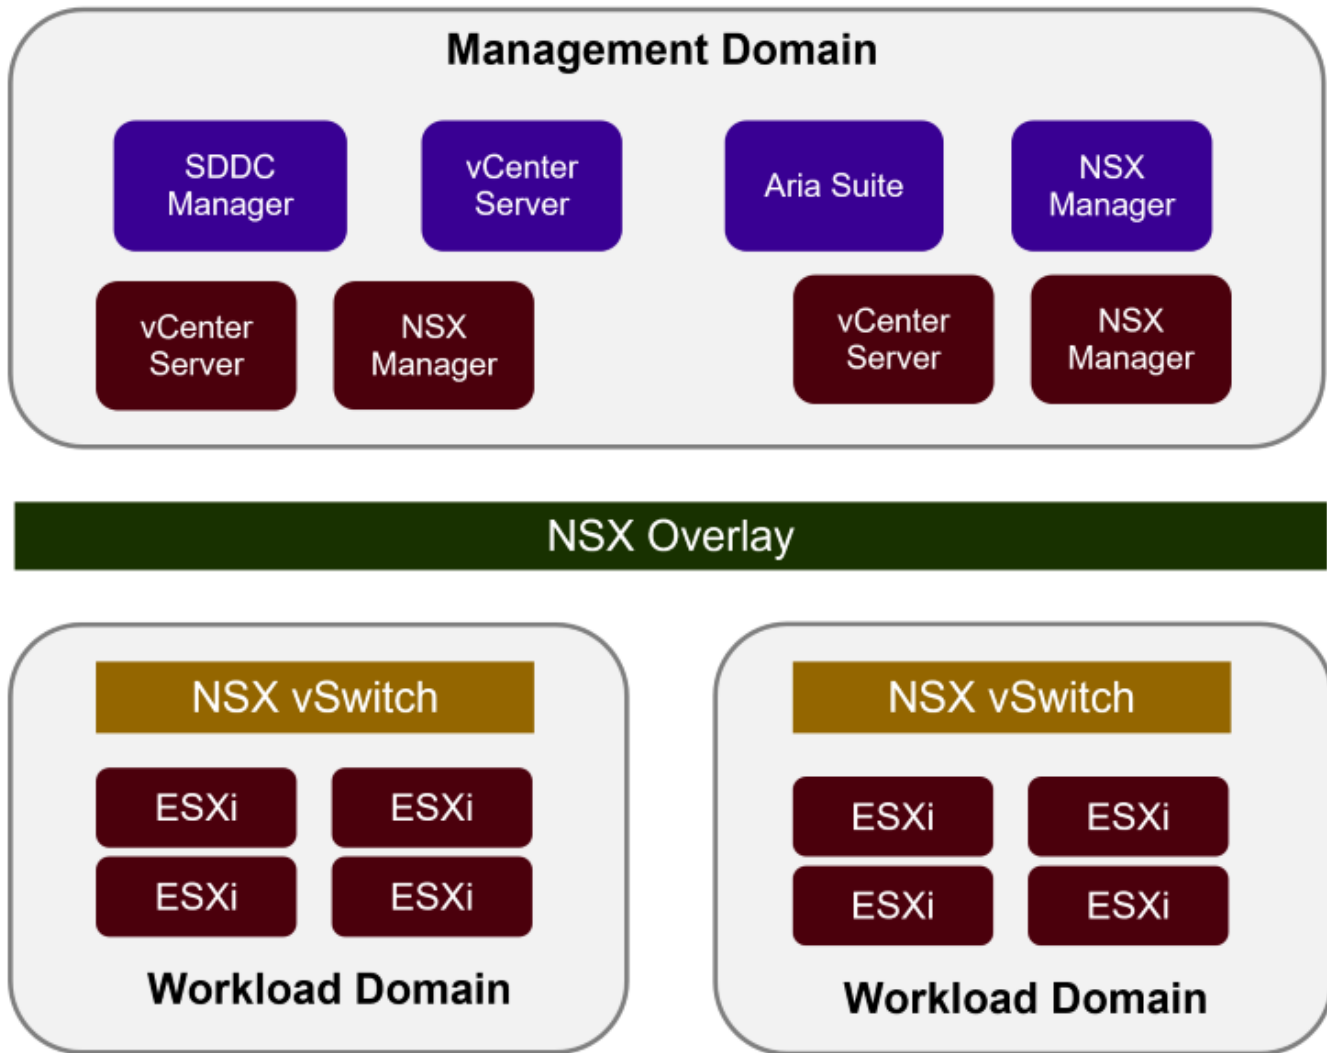 Management Domain
SDDC
Manager
vCenter
Server
Aria Suite
NSX
Manager
vCenter
Server
NSX
Manager
vCenter
Server
NSX
Manager
NSX Overlay
NSX vSwitch
ESXi
ESXi
ESXi
ESXi
Workload Domain
NSX vSwitch
ESXi
ESXi
ESXi
ESXi
Workload Domain